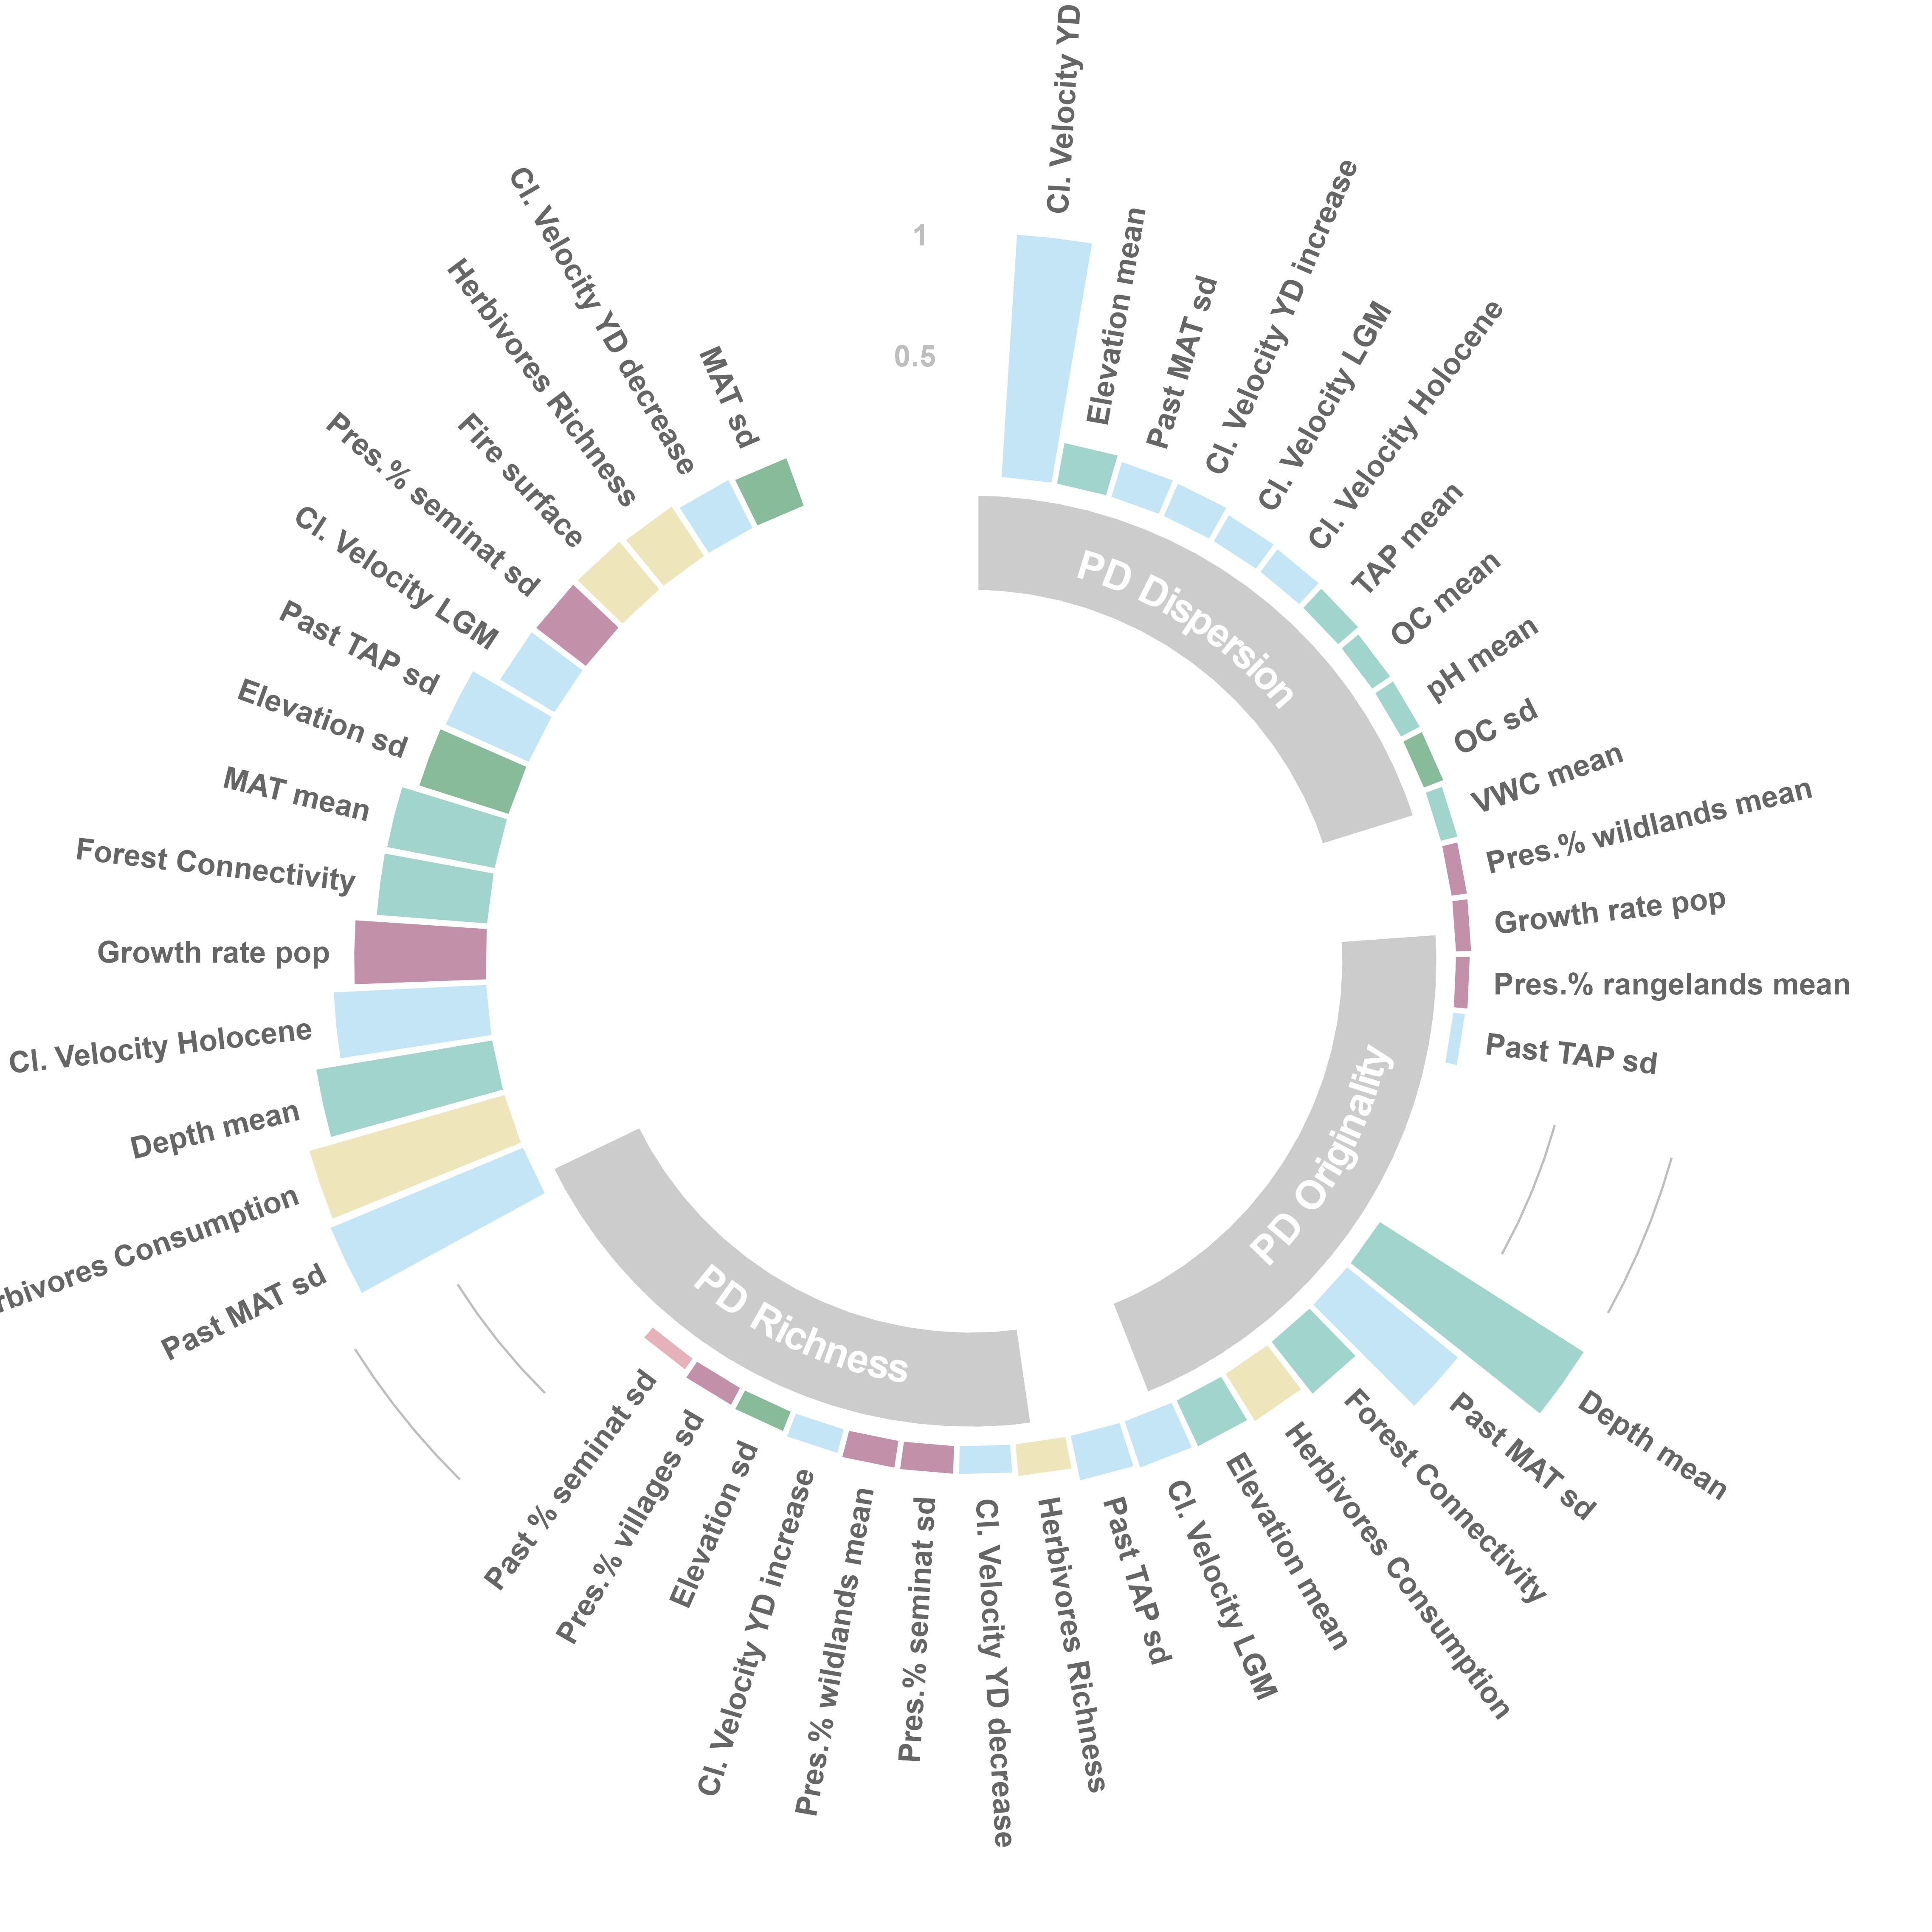 1
0.5
Cl. Velocity YD
Elevation mean
Past MAT sd
Cl. Velocity YD increase
Cl. Velocity LGM
Cl. Velocity Holocene
TAP mean
OC mean
pH mean
OC sd
VWC mean
Pres.% wildlands mean
Growth rate pop
Pres.% rangelands mean
Past TAP sd
PD Dispersion
Depth mean
Past MAT sd
Forest Connectivity
Herbivores Consumption
Elevation mean
Cl. Velocity LGM
Past TAP sd
Herbivores Richness
Cl. Velocity YD decrease
Pres.% seminat sd
Pres.% wildlands mean
Cl. Velocity YD increase
Elevation sd
Pres.% villages sd
Past % seminat sd
PD Originality
Past MAT sd
rbivores Consumption
Depth mean
Cl. Velocity Holocene
Growth rate pop
Forest Connectivity
MAT mean
Elevation sd
Past TAP sd
Cl. Velocity LGM
Pres.% seminat sd
Fire surface
Herbivores Richness
Cl. Velocity YD decrease
MAT sd
PD Richness